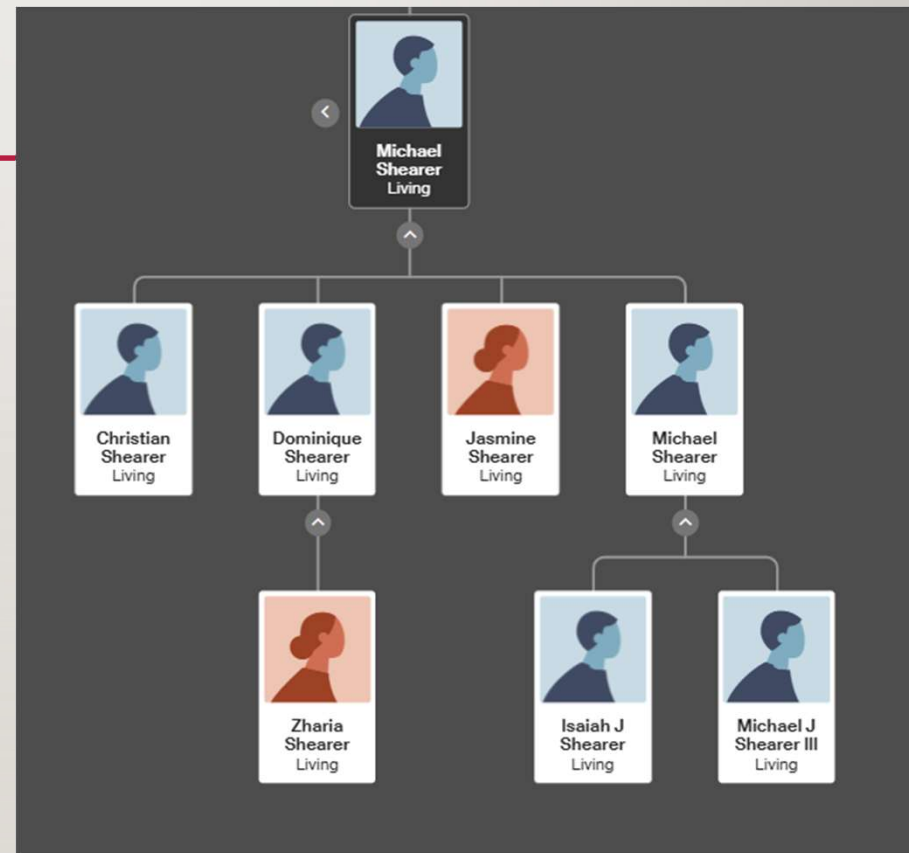 Michael
Shearer
Living
Christian
Shearer
Living
Dominique
Shearer
Living
Jasmine
Shearer
Living
Michael
Shearer
Living
Zharia
Shearer
Living
Isaiah J
Shearer
Living
Michael J
Shearer III
Living